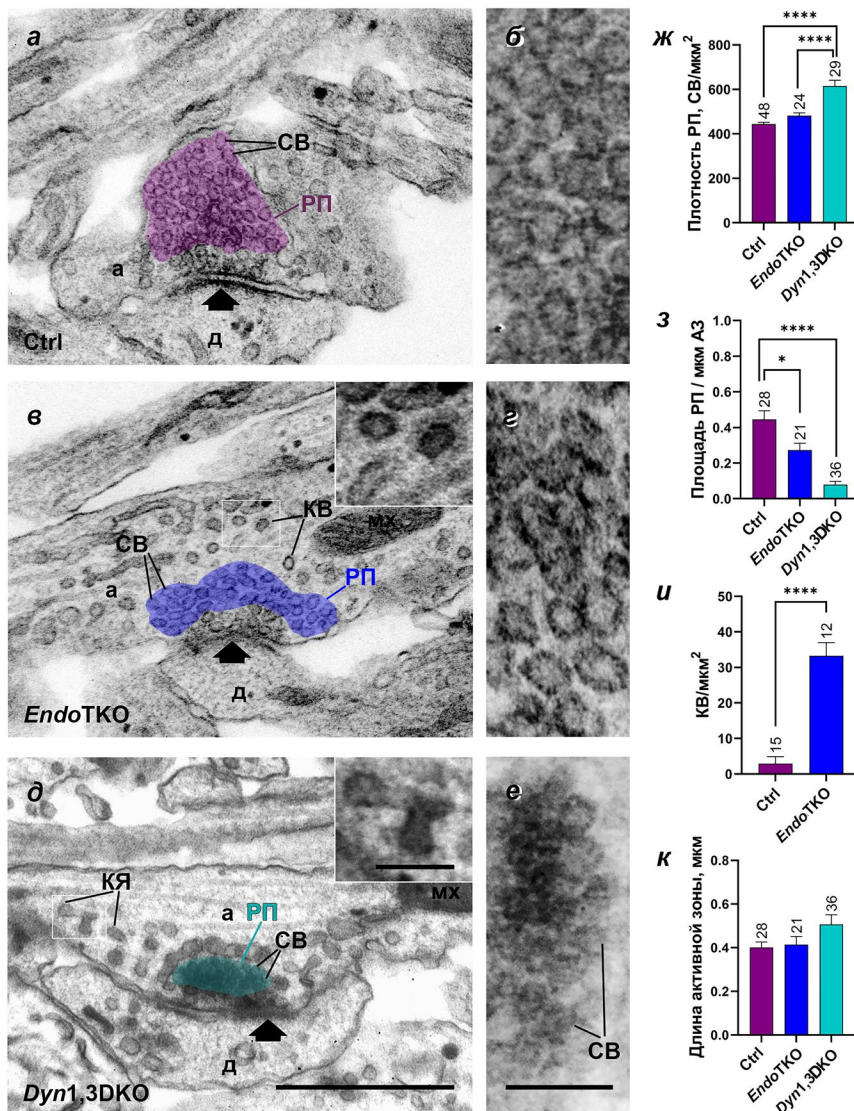 а
СВ
РП
а
д
Ctrl
б
в
КВ
мх
СВ
а
РП
д
EndoTKO
г
д
КЯ
мх
а
РП
СВ
д
Dyn1,3DKO
е
СВ
ж
Плотность РП, СВ/мкм²
800
600
400
200
0
****
****
48
24
29
Ctrl
EndoTKO
Dyn1,3DKO
з
Площадь РП / мкм АЗ
1.0
0.8
0.6
0.4
0.2
0.0
****
*
28
21
36
Ctrl
EndoTKO
Dyn1,3DKO
и
КВ/мкм²
50
40
30
20
10
0
****
15
12
Ctrl
EndoTKO
к
Длина активной зоны, мкм
0.8
0.6
0.4
0.2
0.0
28
21
36
Ctrl
EndoTKO
Dyn1,3DKO